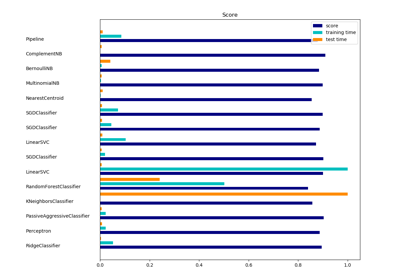 Score
score
training time
test time
Pipeline
ComplementNB
BernoulliNB
MultinomialNB
NearestCentroid
SGDClassifier
SGDClassifier
LinearSVC
SGDClassifier
LinearSVC
RandomForestClassifier
KNeighborsClassifier
PassiveAggressiveClassifier
Perceptron
RidgeClassifier
0.0 0.2 0.4 0.6 0.8 1.0